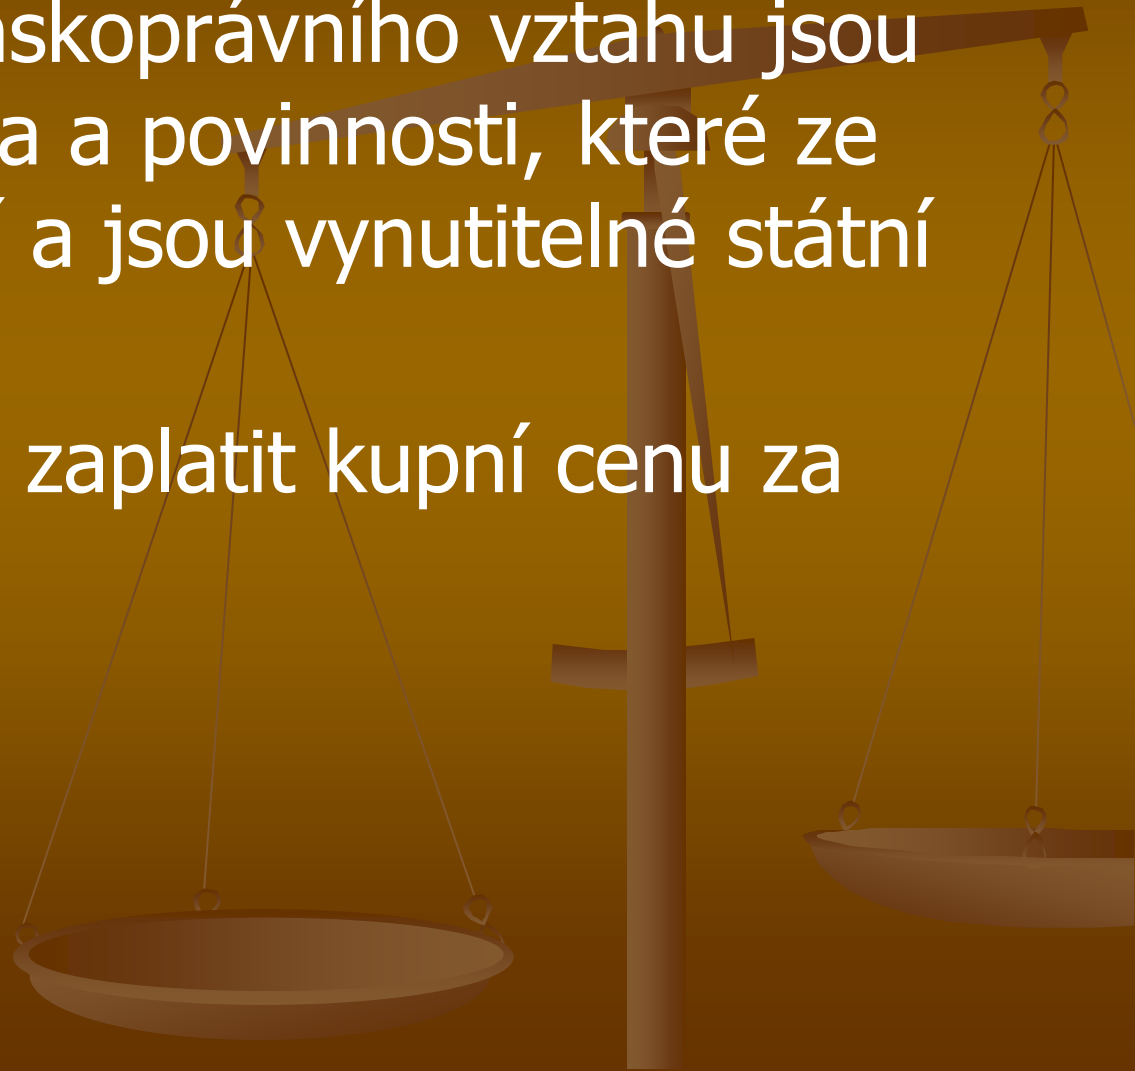 nskoprávního vztahu jsou
a a povinnosti, které ze
í a jsou vynutitelné státní
zaplatit kupní cenu za